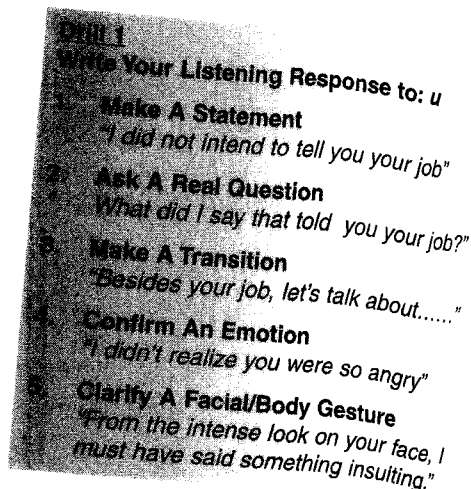 Drill 1
Write Your Listening Response to: u
1. Make A Statement
"I did not intend to tell you your job"
2. Ask A Real Question
"What did I say that told you your job?"
3. Make A Transition
"Besides your job, let's talk about......"
4. Confirm An Emotion
"I didn't realize you were so angry"
5. Clarify A Facial/Body Gesture
"From the intense look on your face, I
must have said something insulting."